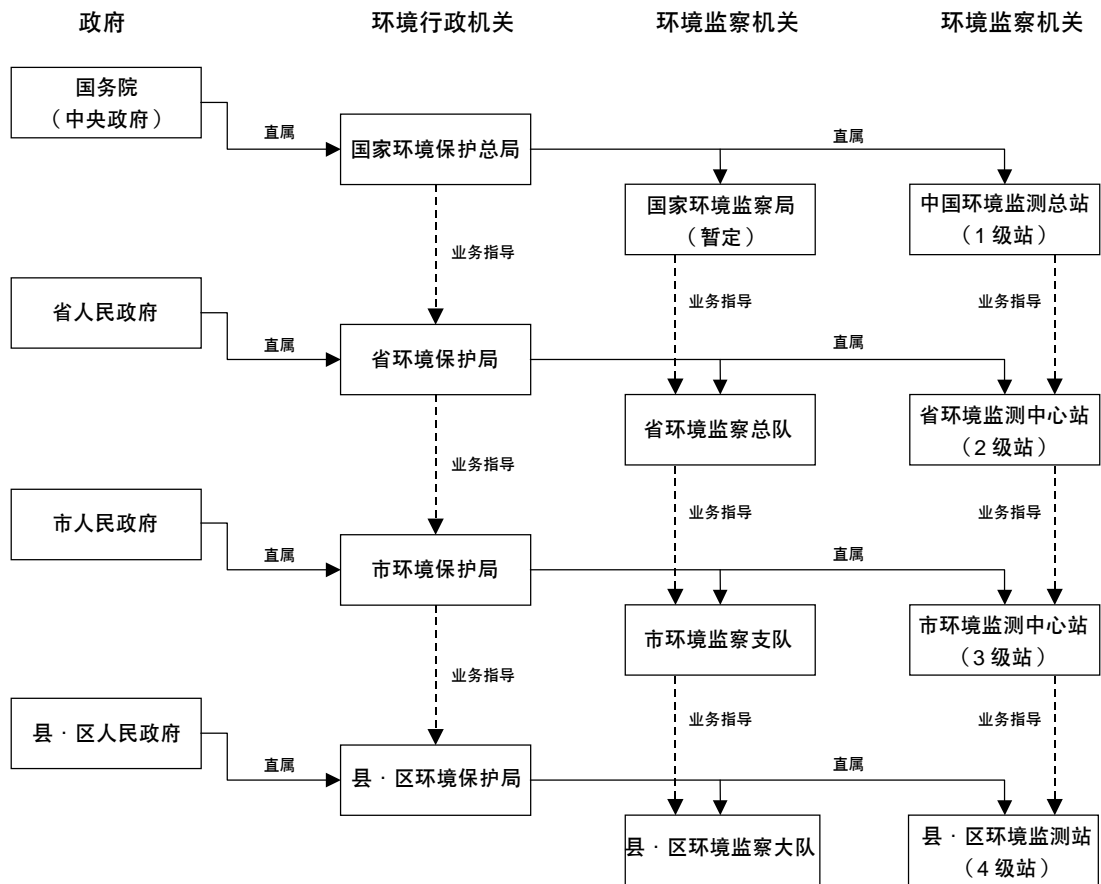 政府
环境行政机关
环境监察机关
环境监察机关
国务院
（中央政府）
直属
国家环境保护总局
直属
国家环境监察局
（暂定）
中国环境监测总站
（1 级站）
业务指导
业务指导
业务指导
省人民政府
直属
省环境保护局
直属
省环境监察总队
省环境监测中心站
（2 级站）
业务指导
业务指导
业务指导
市人民政府
直属
市环境保护局
直属
市环境监察支队
市环境监测中心站
（3 级站）
业务指导
业务指导
业务指导
县 · 区人民政府
直属
县 · 区环境保护局
直属
县 · 区环境监察大队
县 · 区环境监测站
（4 级站）